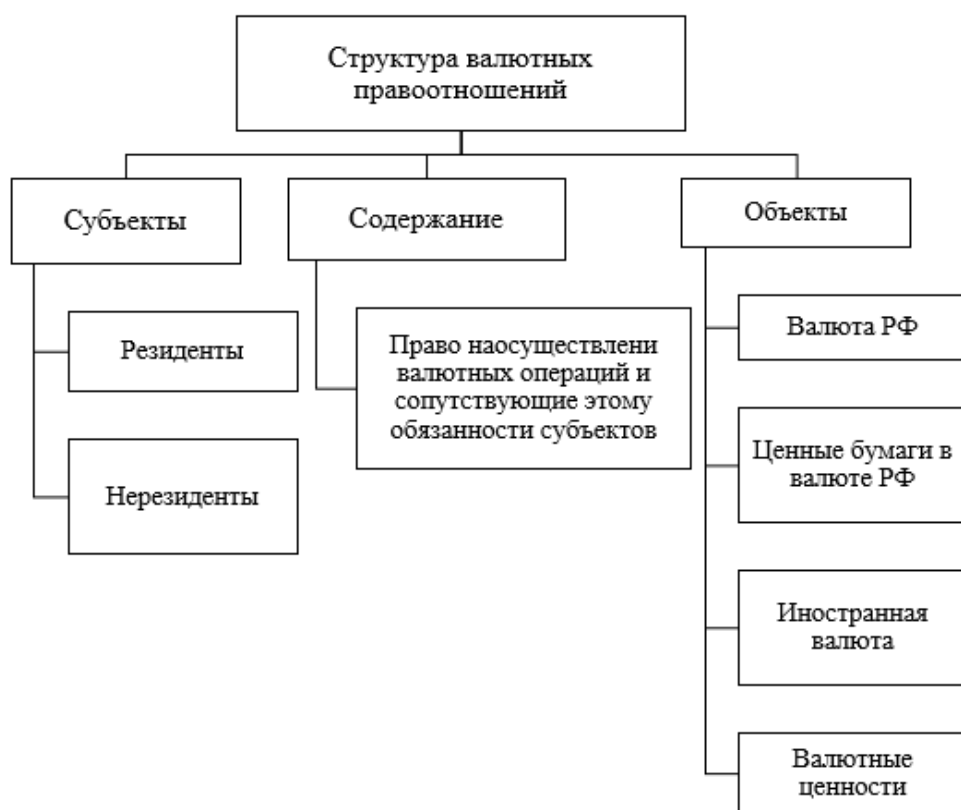 Структура валютных
правоотношений
Субъекты
Содержание
Объекты
Резиденты
Нерезиденты
Право наосуществлени
валютных операций и
сопутствующие этому
обязанности субъектов
Валюта РФ
Ценные бумаги в
валюте РФ
Иностранная
валюта
Валютные
ценности